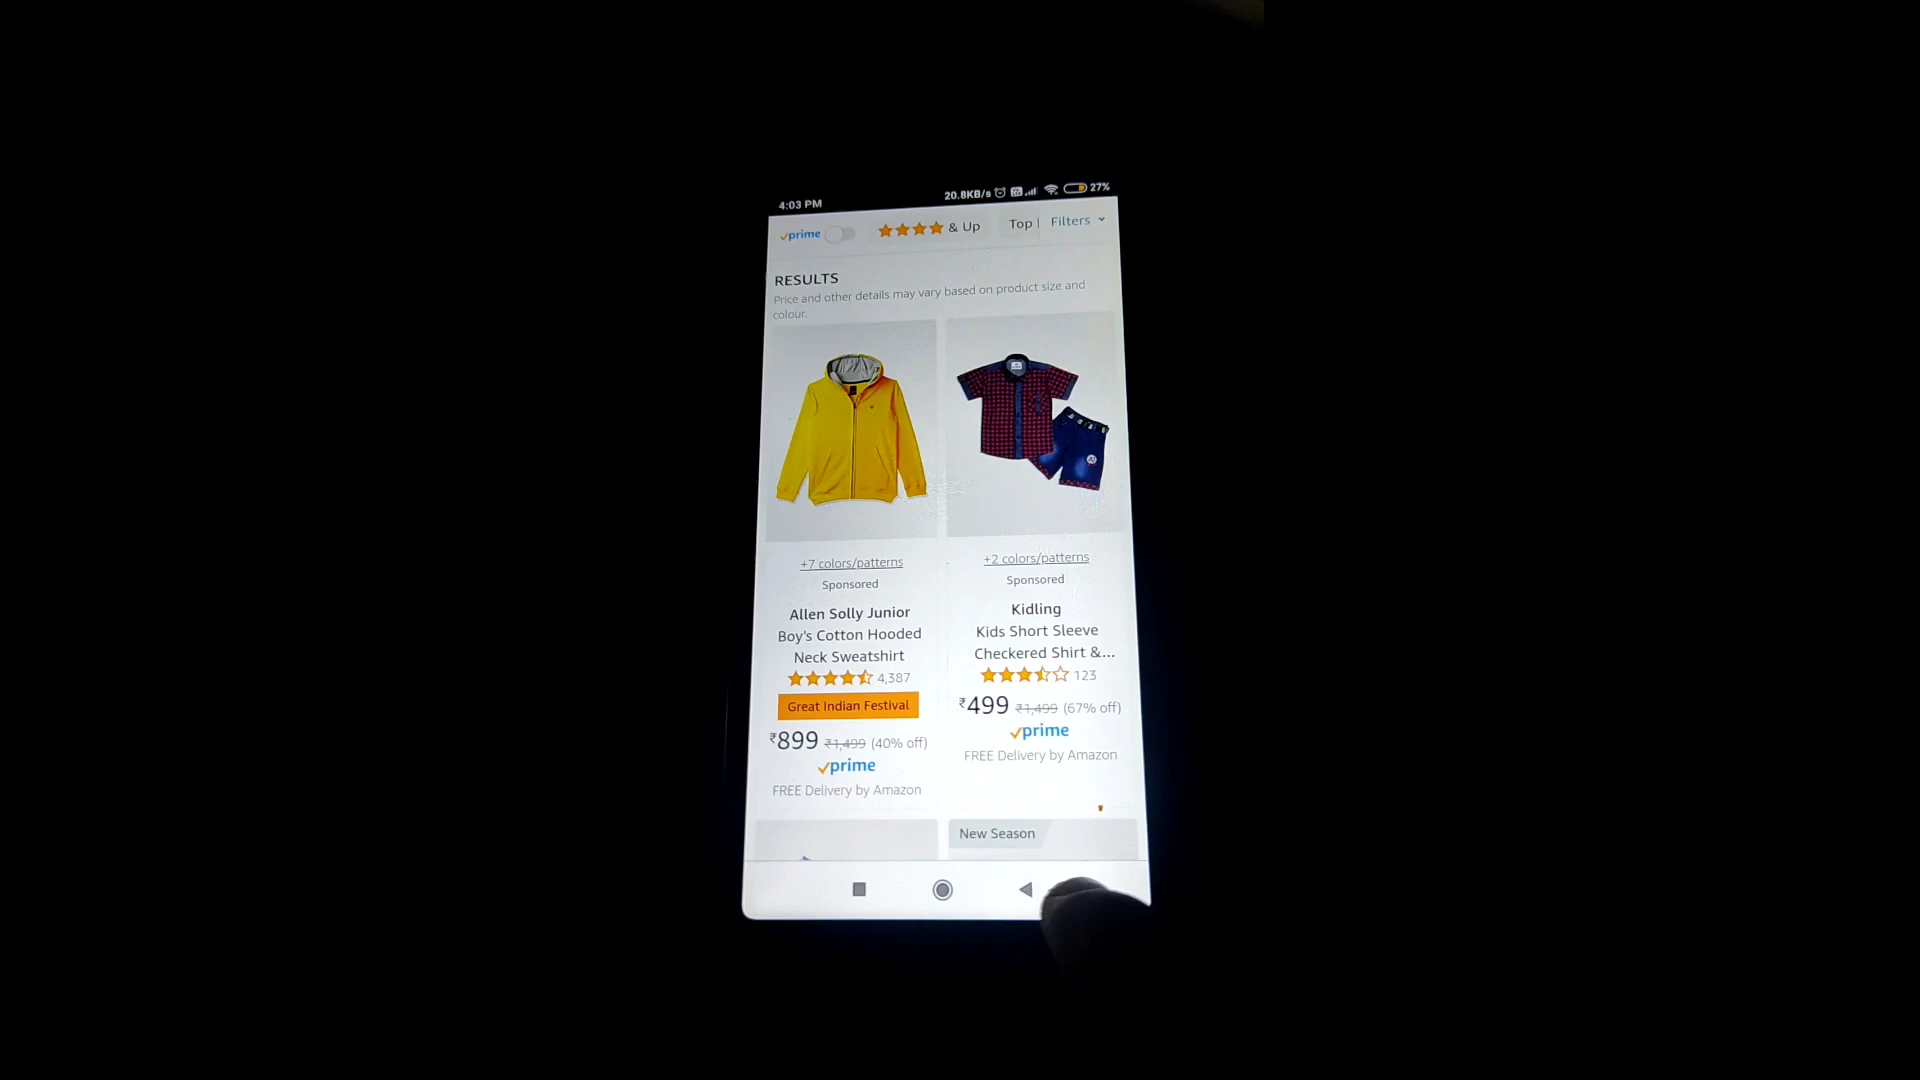 4:03 PM
20.8KB/s
27%
prime
& Up
Top
Filters
RESULTS
Price and other details may vary based on product size and
colour.
+7 colors/patterns
Sponsored
Allen Solly Junior
Boy's Cotton Hooded
Neck Sweatshirt
4,387
Great Indian Festival
₹899 ₹1,499 (40% off)
prime
FREE Delivery by Amazon
+2 colors/patterns
Sponsored
Kidling
Kids Short Sleeve
Checkered Shirt &...
123
₹499 ₹1,499 (67% off)
prime
FREE Delivery by Amazon
New Season